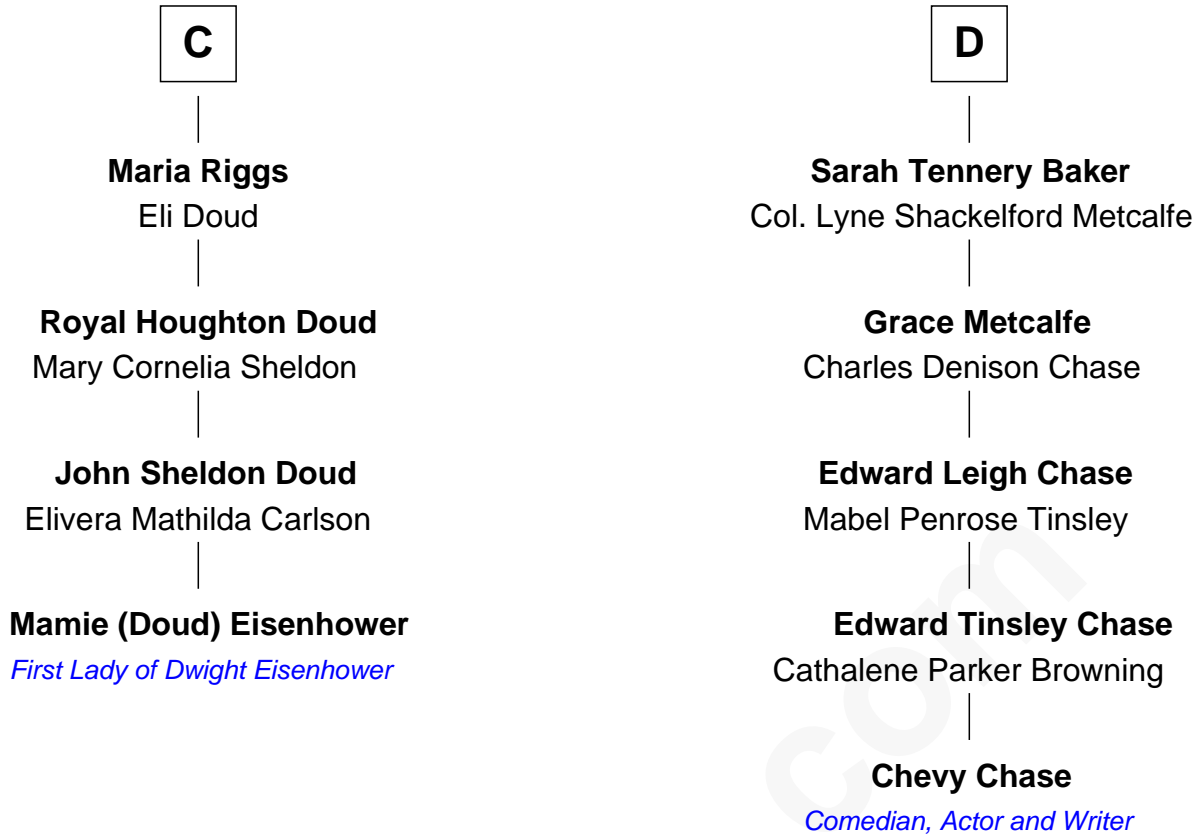 C
Maria Riggs
Eli Doud
Royal Houghton Doud
Mary Cornelia Sheldon
John Sheldon Doud
Elivera Mathilda Carlson
Mamie (Doud) Eisenhower
First Lady of Dwight Eisenhower
D
Sarah Tennery Baker
Col. Lyne Shackelford Metcalfe
Grace Metcalfe
Charles Denison Chase
Edward Leigh Chase
Mabel Penrose Tinsley
Edward Tinsley Chase
Cathalene Parker Browning
Chevy Chase
Comedian, Actor and Writer
com